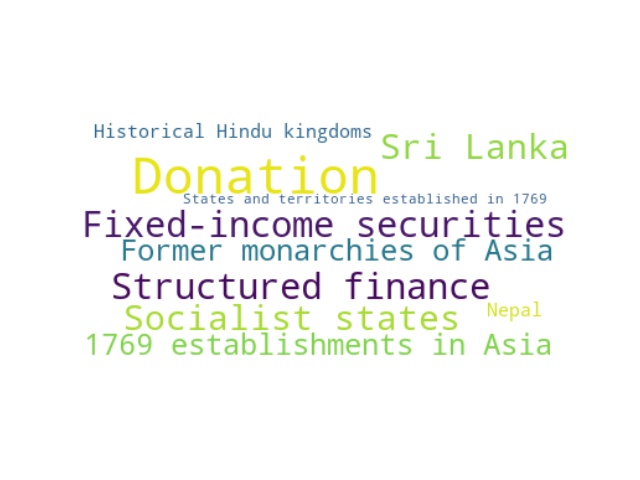 Historical Hindu kingdoms
Sri Lanka
Donation
States and territories established in 1769
Fixed-income securities
Former monarchies of Asia
Structured finance
Socialist states
Nepal
1769 establishments in Asia